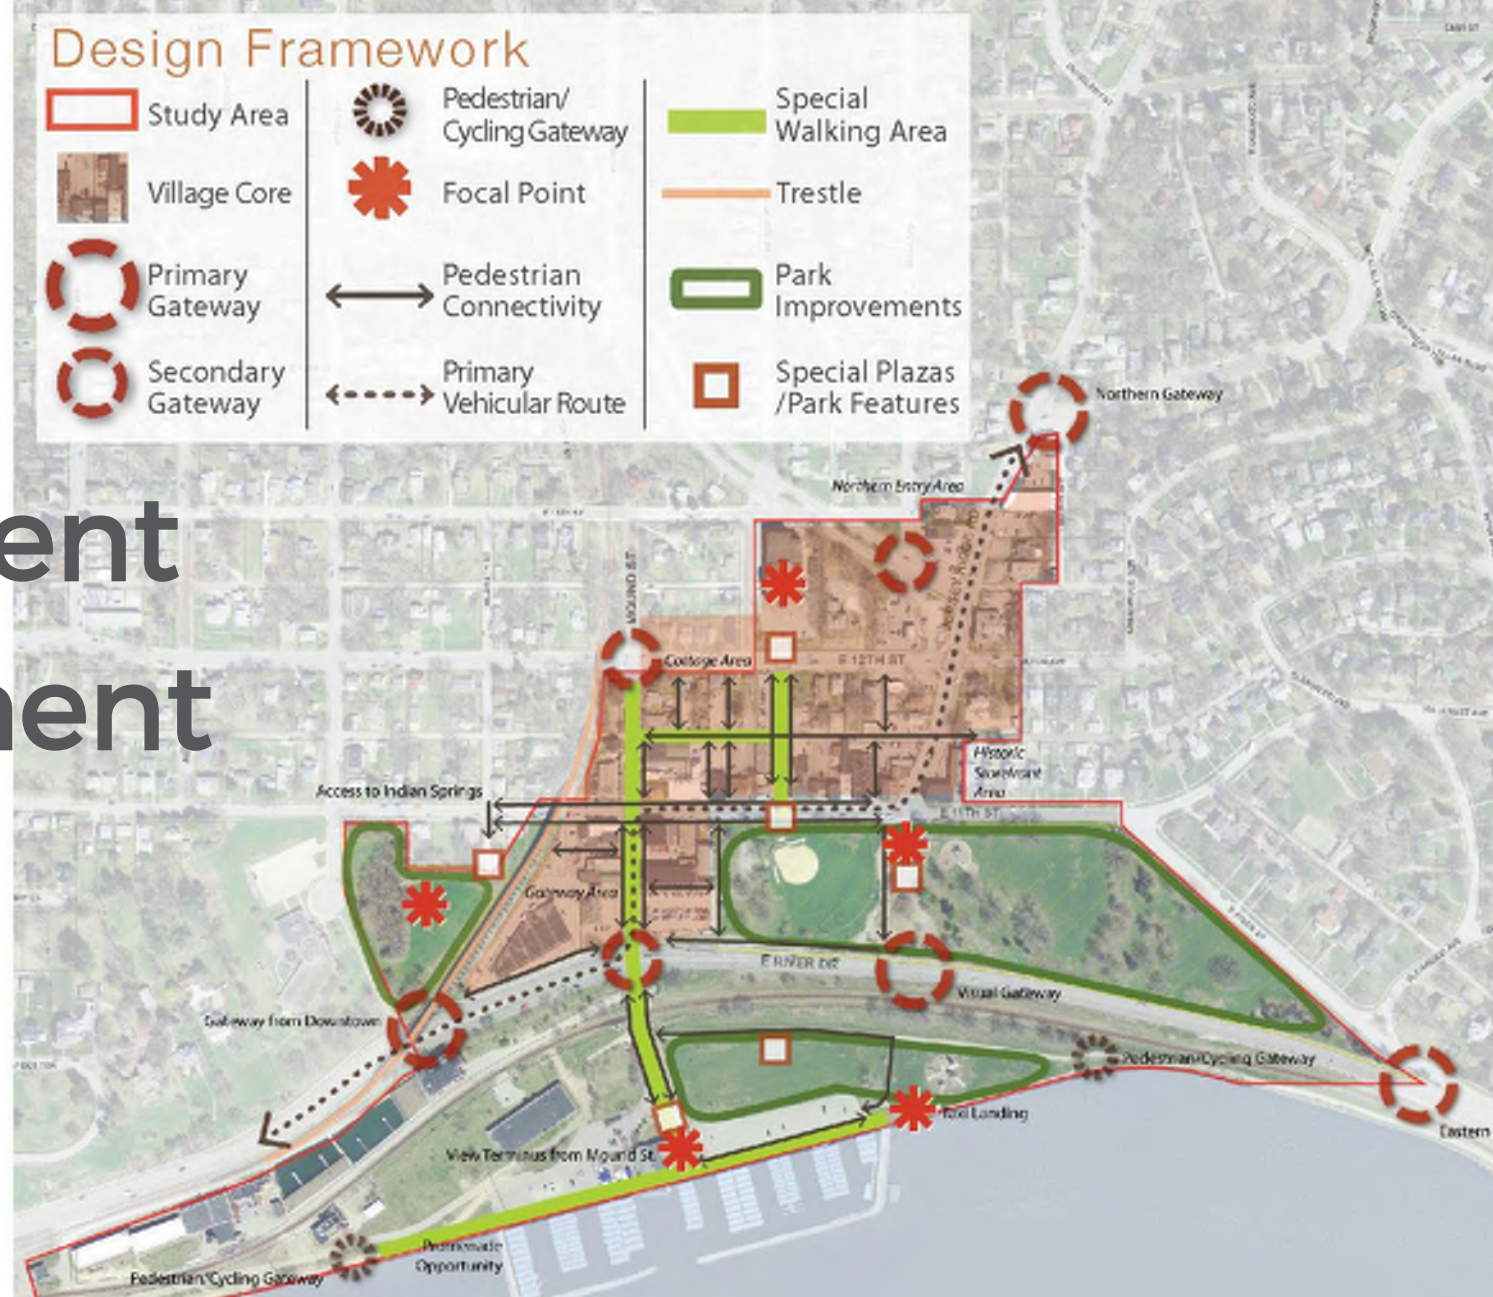 Design Framework
Study Area
Village Core
Primary
Gateway
Secondary
Gateway
Pedestrian/
Cycling Gateway
Focal Point
Pedestrian
Connectivity
Primary
Vehicular Route
Special
Walking Area
Trestle
Park
Improvements
Special Plazas
/Park Features
ent
nent
Northern Gateway
Northern Entry Area
MOUND ST
Cottage Area
E 12TH ST
Historic
Storefront
Area
Access to Indian Springs
E 11TH ST
Gateway Area
E RIVER DR
Visual Gateway
Gateway from Downtown
Pedestrian/Cycling Gateway
Taxi Landing
Eastern
View Terminus from Mound St.
Promenade
Opportunity
Pedestrian/Cycling Gateway